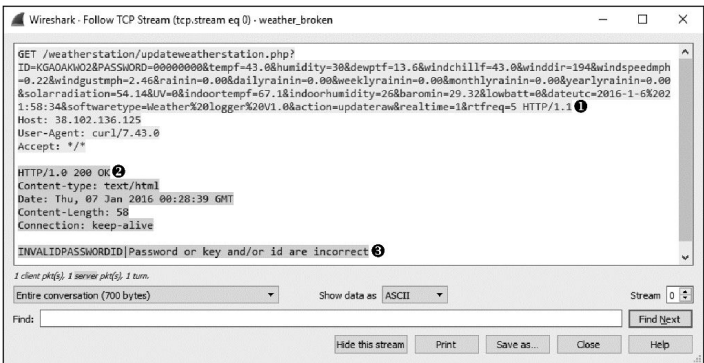 Wireshark - Follow TCP Stream (tcp.stream eq 0) - weather_broken
GET /weatherstation/updateweatherstation.php?
ID=KGAOAKWO2&PASSWORD=00000000&tempf=43.0&humidity=30&dewptf=13.6&windchillf=43.0&winddir=194&windspeedmph
=0.22&windgustmph=2.46&rainin=0.00&dailyrainin=0.00&weeklyrainin=0.00&monthlyrainin=0.00&yearlyrainin=0.00
&solarradiation=54.14&UV=0&indoortempf=67.1&indoorhumidity=26&baromin=29.32&lowbatt=0&dateutc=2016-1-6%202
1:58:34&softwaretype=Weather%20logger%20V1.0&action=updateraw&realtime=1&rtfreq=5 HTTP/1.1❶
Host: 38.102.136.125
User-Agent: curl/7.43.0
Accept: */*
HTTP/1.0 200 OK❷
Content-type: text/html
Date: Thu, 07 Jan 2016 00:28:39 GMT
Content-Length: 58
Connection: keep-alive
INVALIDPASSWORDID|Password or key and/or id are incorrect❸
1 client pkt(s), 1 server pkt(s), 1 turn.
Entire conversation (700 bytes) Show data as ASCII Stream 0
Find: Find Next
Hide this stream Print Save as... Close Help